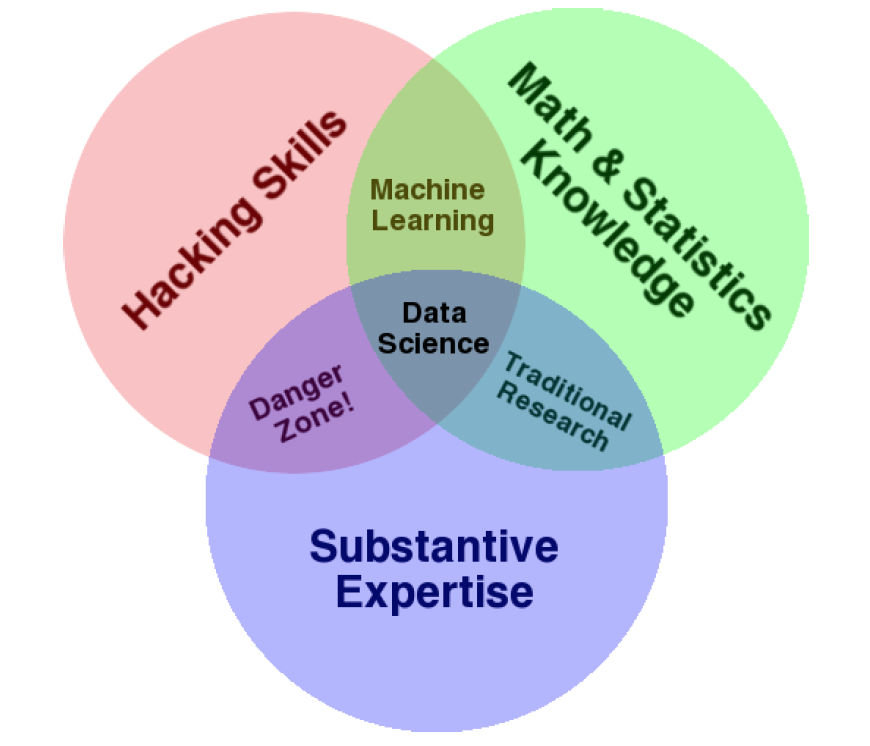 Hacking Skills
Math & Statistics
Knowledge
Machine
Learning
Data
Science
Danger
Zone!
Traditional
Research
Substantive
Expertise